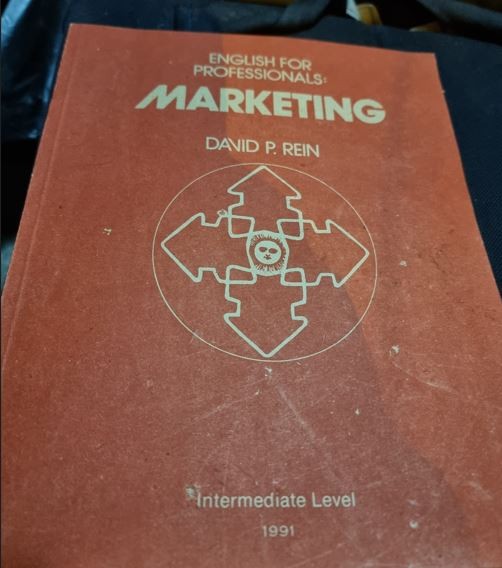 ENGLISH FOR
PROFESSIONALS:
MARKETING
DAVID P. REIN
Intermediate Level
1991